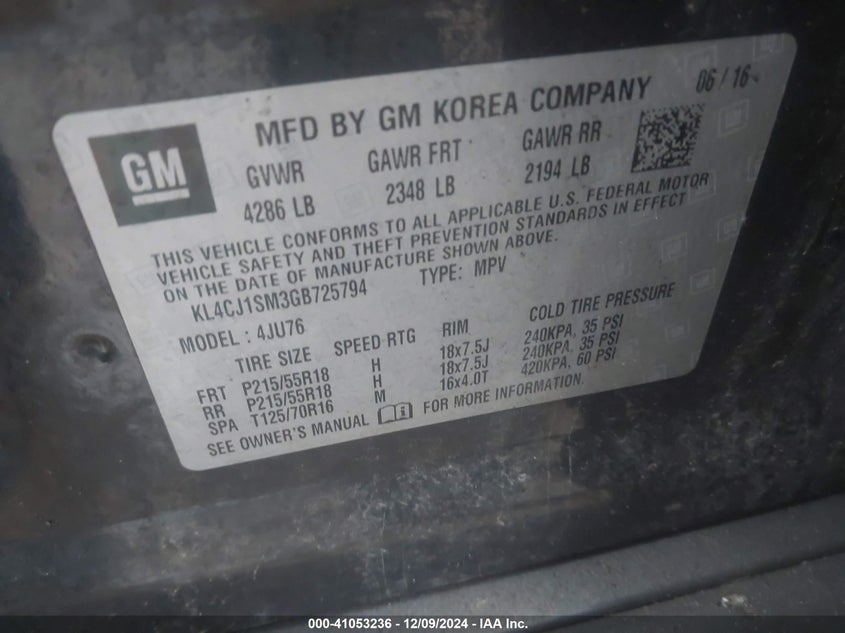 MFD BY GM KOREA COMPANY 06/16
GM
GVWR GAWR FRT GAWR RR
4286 LB 2348 LB 2194 LB
THIS VEHICLE CONFORMS TO ALL APPLICABLE U.S. FEDERAL MOTOR
VEHICLE SAFETY AND THEFT PREVENTION STANDARDS IN EFFECT
ON THE DATE OF MANUFACTURE SHOWN ABOVE.
KL4CJ1SM3GB725794 TYPE: MPV
MODEL: 4JU76
TIRE SIZE SPEED RTG RIM COLD TIRE PRESSURE
FRT P215/55R18 H 18x7.5J 240KPA, 35 PSI
RR P215/55R18 H 18x7.5J 240KPA, 35 PSI
SPA T125/70R16 M 16x4.0T 420KPA, 60 PSI
SEE OWNER'S MANUAL FOR MORE INFORMATION.
000-41053236 - 12/09/2024 - IAA Inc.